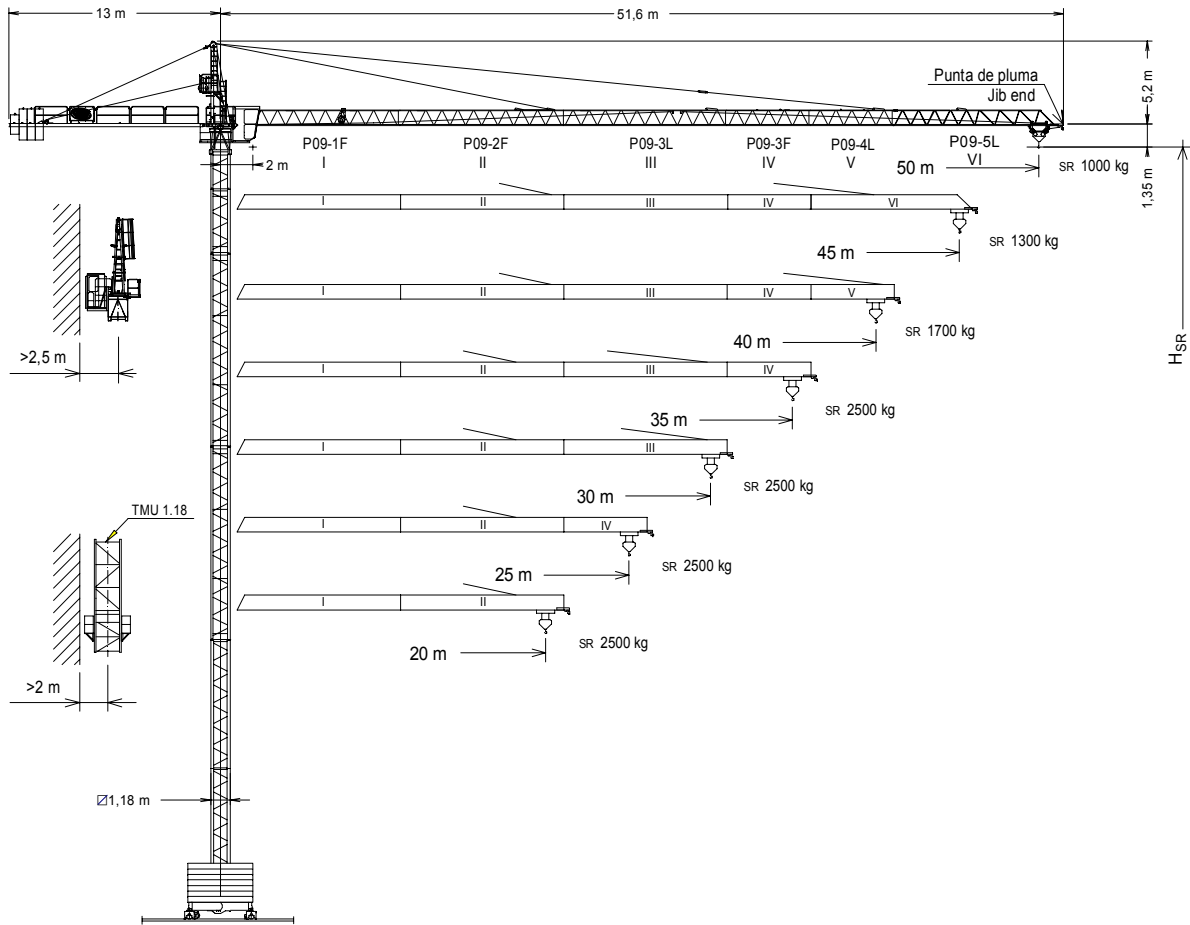 13 m
51,6 m
Punta de pluma
Jib end
5,2 m
1,35 m
2 m
P09-1F
I
P09-2F
II
P09-3L
III
P09-3F
IV
P09-4L
V
P09-5L
VI
50 m
SR 1000 kg
I II III IV VI
45 m
SR 1300 kg
I II III IV V
40 m
SR 1700 kg
>2,5 m
HSR
I II III IV
35 m
SR 2500 kg
I II III
30 m
SR 2500 kg
TMU 1.18
I II IV
25 m
SR 2500 kg
I II
20 m
SR 2500 kg
>2 m
1,18 m